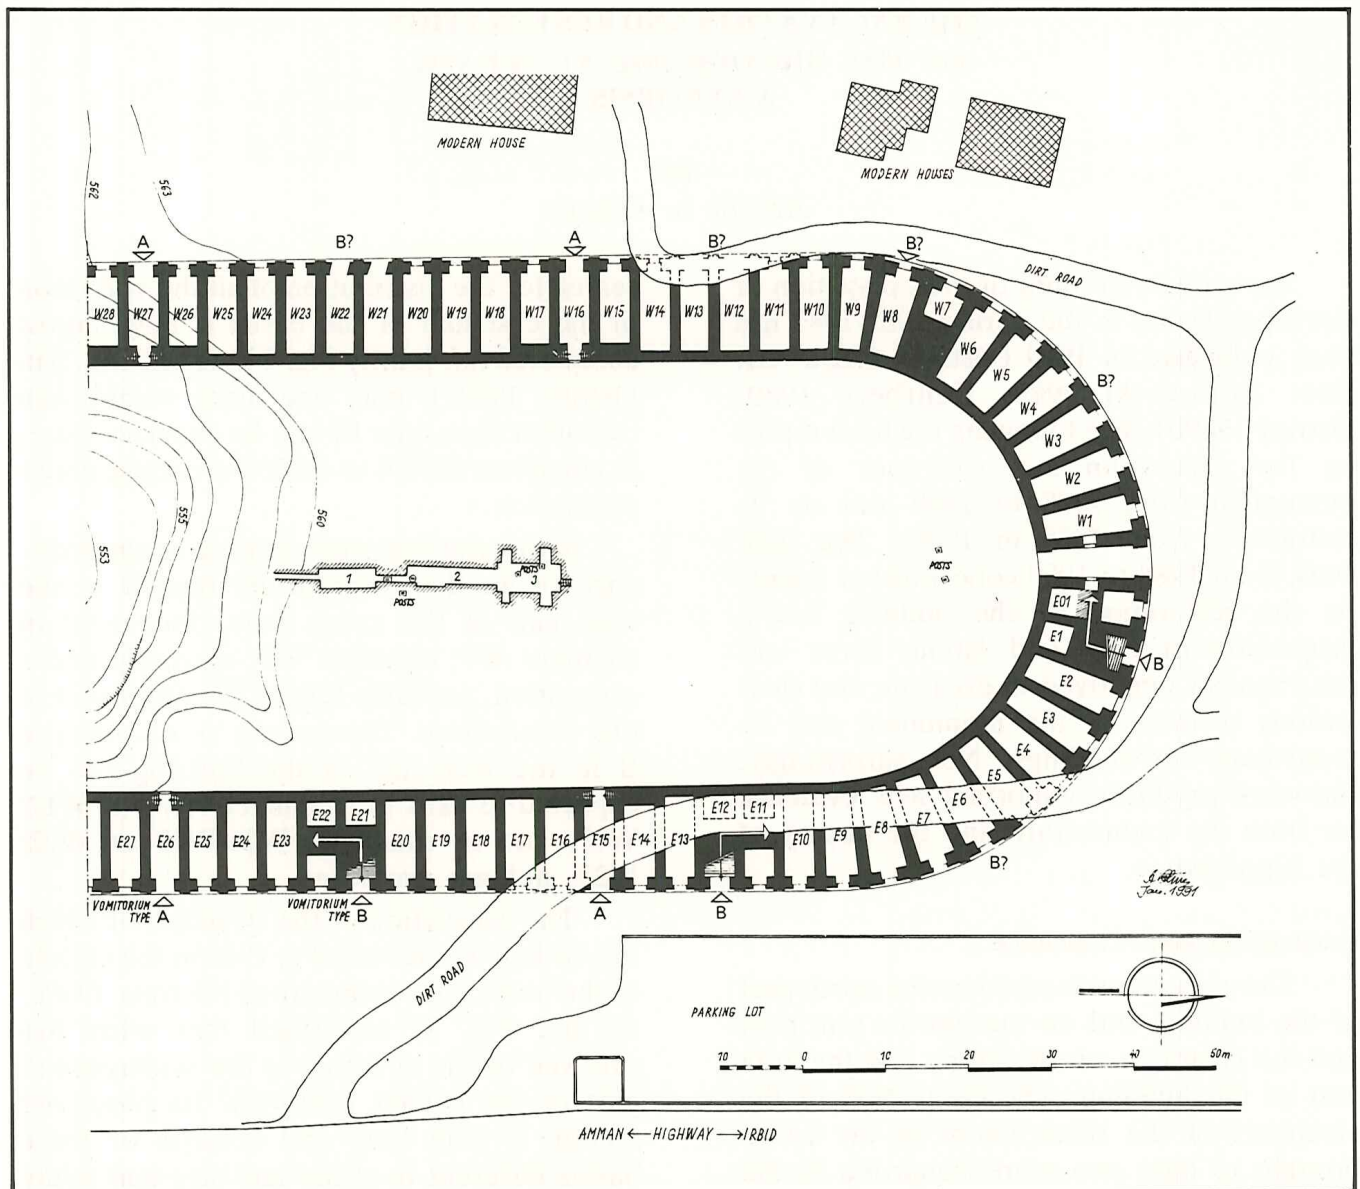 MODERN HOUSE
MODERN HOUSES
562
563
A
B?
A
B?
B?
DIRT ROAD
W28 W27 W26 W25 W24 W23 W22 W21 W20 W19 W18 W17 W16 W15 W14 W13 W12 W11 W10 W9 W8 W7
W6
W5
B?
W4
W3
W2
W1
555
560
553
1
2
3
POSTS
POSTS
POSTS
E01
E1
B
E2
E3
E4
E5
E6
E7
E8
E9
E10
E11
E12
E13
E14
E15
E16
E17
E18
E19
E20
E21
E22
E23
E24
E25
E26
E27
B?
VOMITORIUM
TYPE A
VOMITORIUM
TYPE B
A
B
Jan. 1991
DIRT ROAD
PARKING LOT
10 0 10 20 30 40 50m
AMMAN ← HIGHWAY → IRBID